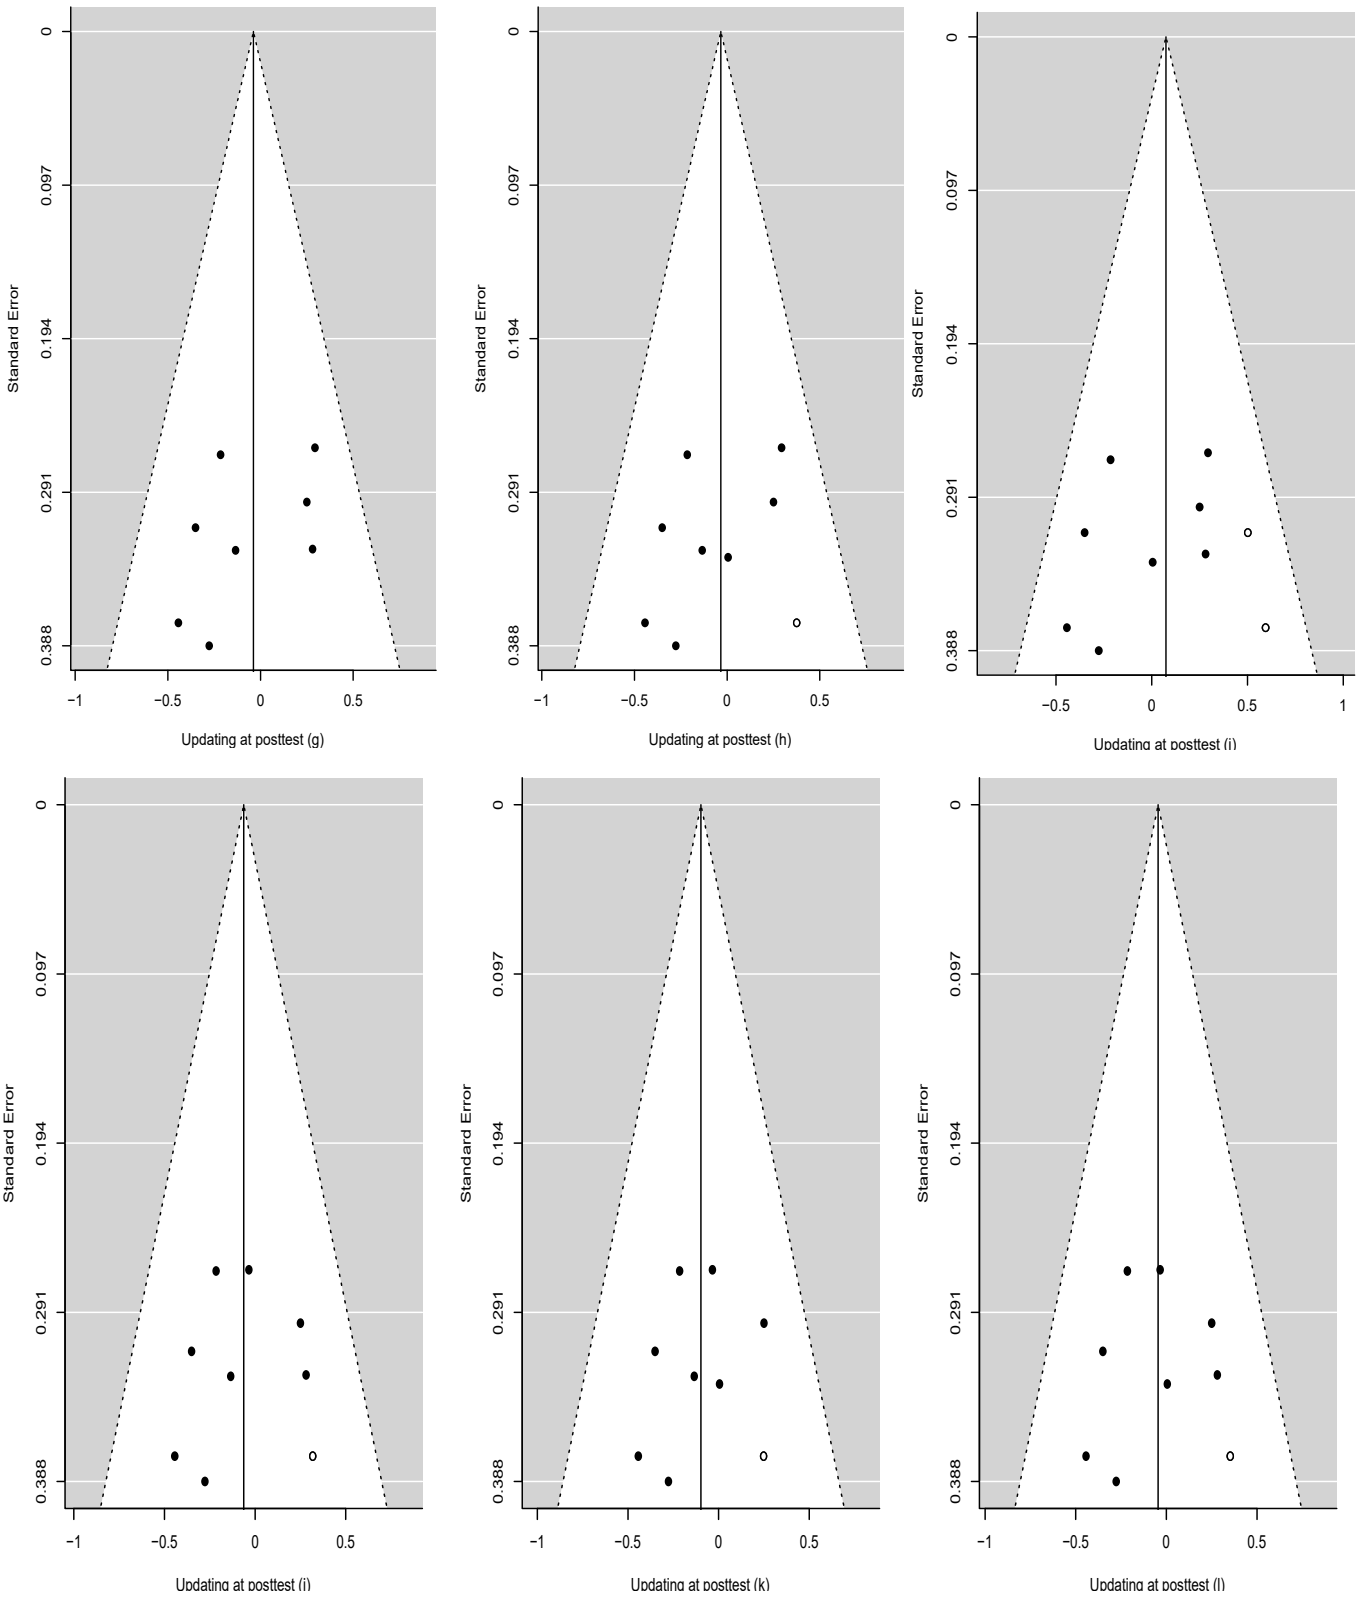 0
0.097
0.194
0.291
0.388
Standard Error
−1 −0.5 0 0.5
Updating at posttest (g)
0
0.097
0.194
0.291
0.388
Standard Error
−1 −0.5 0 0.5
Updating at posttest (h)
0
0.097
0.194
0.291
0.388
Standard Error
−0.5 0 0.5 1
Updating at posttest (i)
0
0.097
0.194
0.291
0.388
Standard Error
−1 −0.5 0 0.5
Updating at posttest (j)
0
0.097
0.194
0.291
0.388
Standard Error
−1 −0.5 0 0.5
Updating at posttest (k)
0
0.097
0.194
0.291
0.388
Standard Error
−1 −0.5 0 0.5
Updating at posttest (l)